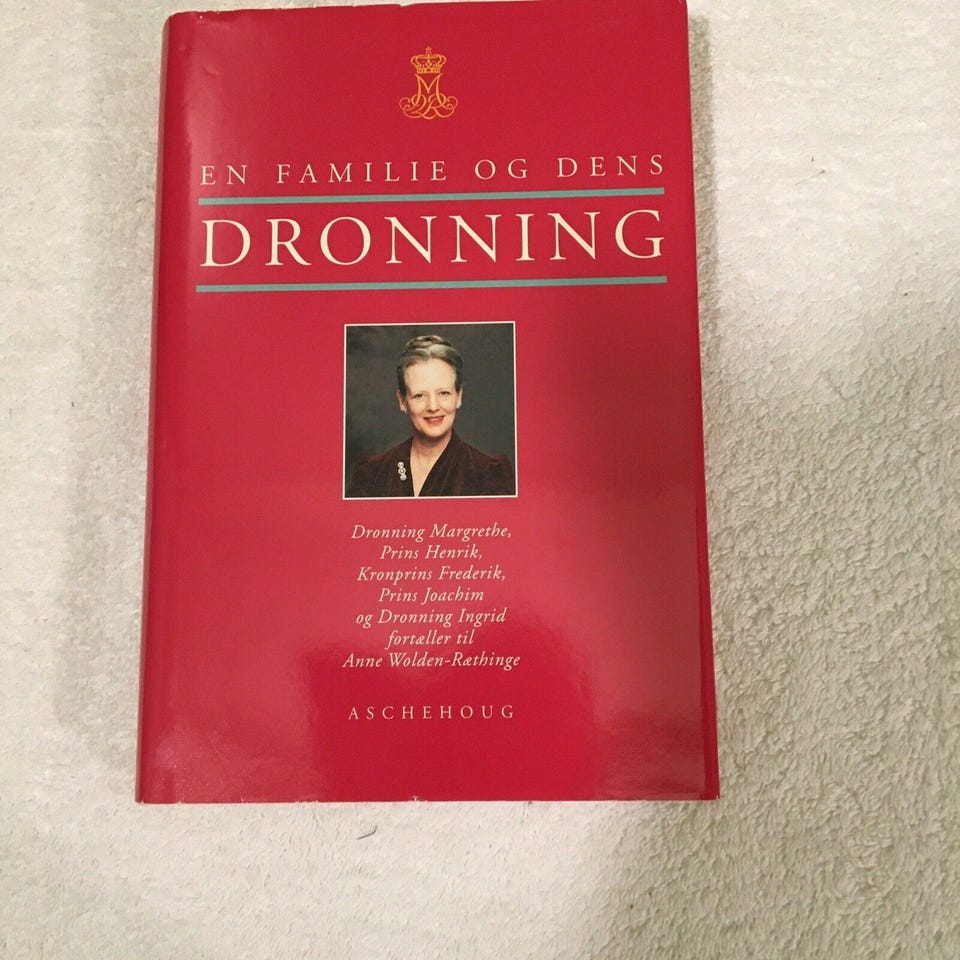 EN FAMILIE OG DENS
DRONNING
Dronning Margrethe,
Prins Henrik,
Kronprins Frederik,
Prins Joachim
og Dronning Ingrid
fortæller til
Anne Wolden-Ræthinge
ASCHEHOUG